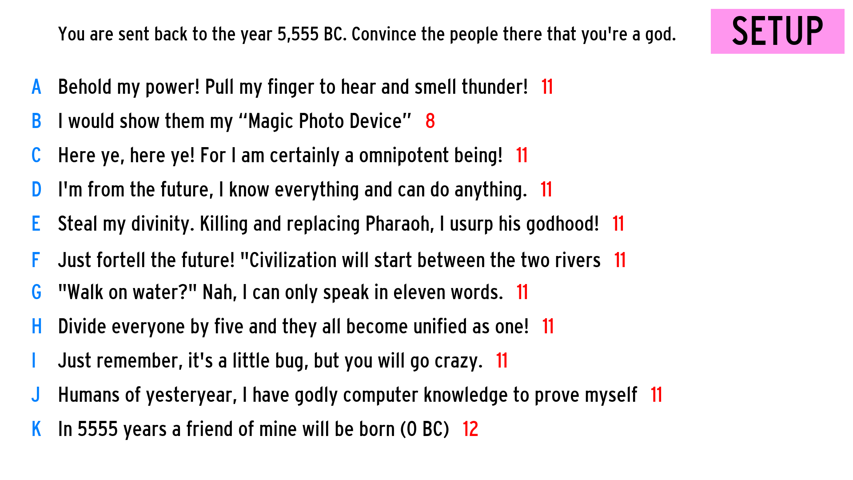 You are sent back to the year 5,555 BC. Convince the people there that you're a god.
SETUP
A Behold my power! Pull my finger to hear and smell thunder! 11
B I would show them my “Magic Photo Device” 8
C Here ye, here ye! For I am certainly a omnipotent being! 11
D I'm from the future, I know everything and can do anything. 11
E Steal my divinity. Killing and replacing Pharaoh, I usurp his godhood! 11
F Just fortell the future! "Civilization will start between the two rivers 11
G "Walk on water?" Nah, I can only speak in eleven words. 11
H Divide everyone by five and they all become unified as one! 11
I Just remember, it's a little bug, but you will go crazy. 11
J Humans of yesteryear, I have godly computer knowledge to prove myself 11
K In 5555 years a friend of mine will be born (0 BC) 12